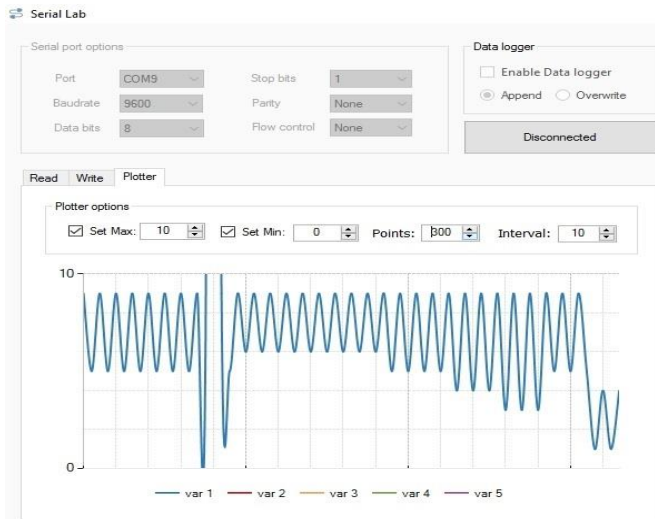 Serial Lab
Serial port options
Data logger
Port COM9 Stop bits 1
Enable Data logger
Baudrate 9600 Parity None
Append Overwrite
Data bits 8 Flow control None
Disconnected
Read Write Plotter
Plotter options
Set Max: 10 Set Min: 0 Points: 300 Interval: 10
10
0
var 1 var 2 var 3 var 4 var 5